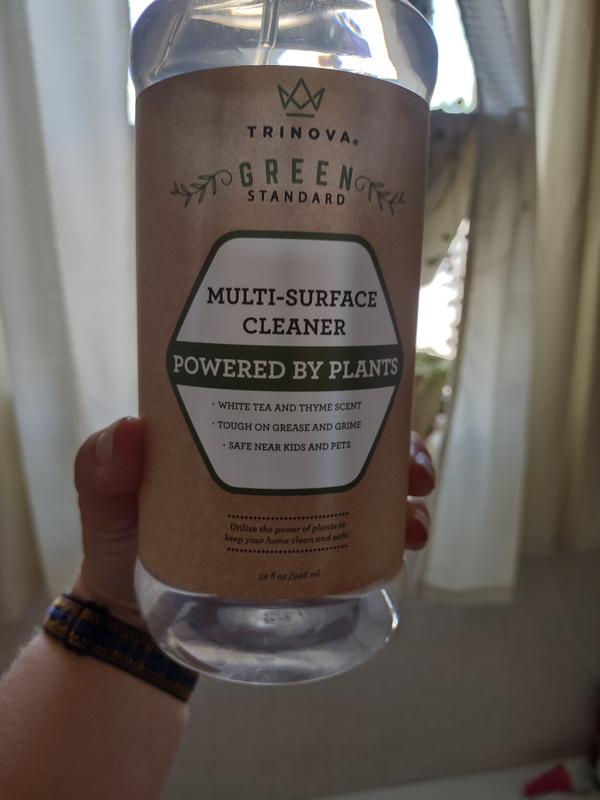 TRINOVA®
GREEN
STANDARD
MULTI-SURFACE
CLEANER
POWERED BY PLANTS
· WHITE TEA AND THYME SCENT
· TOUGH ON GREASE AND GRIME
· SAFE NEAR KIDS AND PETS
Utilize the power of plants to
keep your home clean and safe!
32 fl oz /946 ml